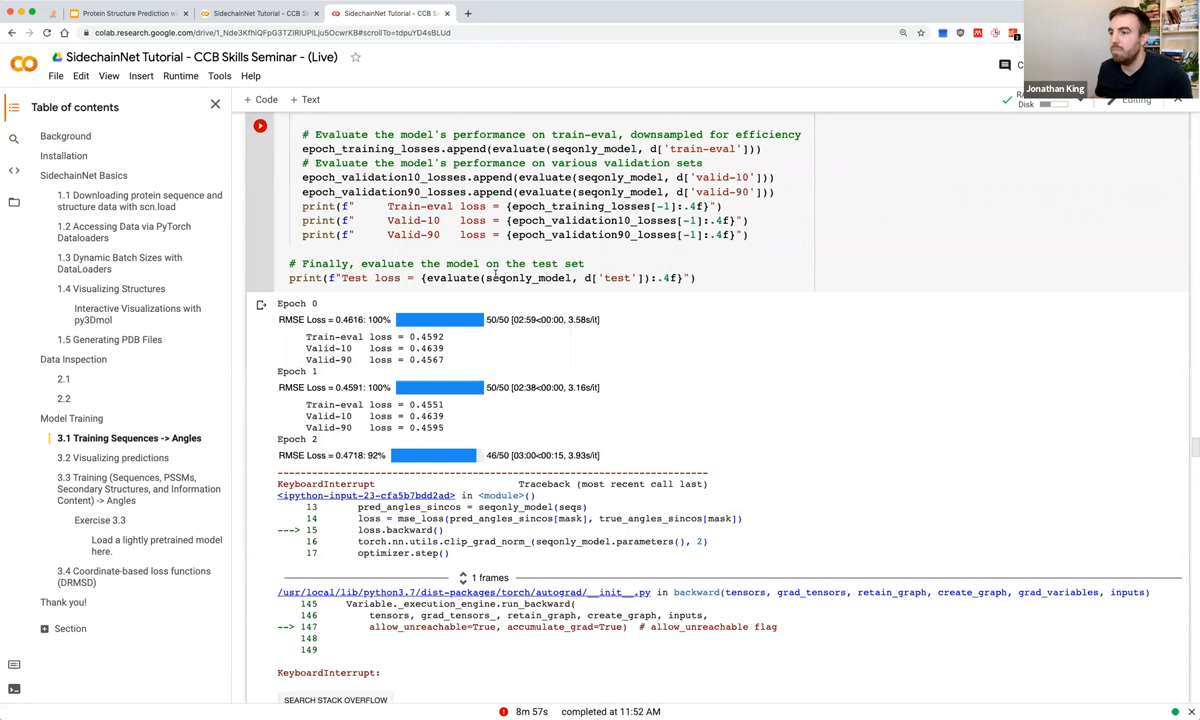 Protein Structure Prediction w
SidechainNet Tutorial - CCB Sk
SidechainNet Tutorial - CCB S
colab.research.google.com/drive/1_Nde3KfhiQFpG3TZIRIUPILju5OcwrKB#scrollTo=tdpuYD4sBLUd
SidechainNet Tutorial - CCB Skills Seminar - (Live)
File Edit View Insert Runtime Tools Help
Jonathan King
Table of contents
+ Code + Text
Disk
Editing
Background
Installation
SidechainNet Basics
1.1 Downloading protein sequence and
structure data with scn.load
1.2 Accessing Data via PyTorch
Dataloaders
1.3 Dynamic Batch Sizes with
DataLoaders
1.4 Visualizing Structures
Interactive Visualizations with
py3Dmol
1.5 Generating PDB Files
Data Inspection
2.1
2.2
Model Training
3.1 Training Sequences -> Angles
3.2 Visualizing predictions
3.3 Training (Sequences, PSSMs,
Secondary Structures, and Information
Content) -> Angles
Exercise 3.3
Load a lightly pretrained model
here.
3.4 Coordinate-based loss functions
(DRMSD)
Thank you!
Section
# Evaluate the model's performance on train-eval, downsampled for efficiency
epoch_training_losses.append(evaluate(seqonly_model, d['train-eval']))
# Evaluate the model's performance on various validation sets
epoch_validation10_losses.append(evaluate(seqonly_model, d['valid-10']))
epoch_validation90_losses.append(evaluate(seqonly_model, d['valid-90']))
print(f" Train-eval loss = {epoch_training_losses[-1]:.4f}")
print(f" Valid-10 loss = {epoch_validation10_losses[-1]:.4f}")
print(f" Valid-90 loss = {epoch_validation90_losses[-1]:.4f}")
# Finally, evaluate the model on the test set
print(f"Test loss = {evaluate(seqonly_model, d['test']):.4f}")
Epoch 0
RMSE Loss = 0.4616: 100% 50/50 [02:59<00:00, 3.58s/it]
Train-eval loss = 0.4592
Valid-10 loss = 0.4639
Valid-90 loss = 0.4567
Epoch 1
RMSE Loss = 0.4591: 100% 50/50 [02:38<00:00, 3.16s/it]
Train-eval loss = 0.4551
Valid-10 loss = 0.4639
Valid-90 loss = 0.4595
Epoch 2
RMSE Loss = 0.4718: 92% 46/50 [03:00<00:15, 3.93s/it]
---------------------------------------------------------------------------
KeyboardInterrupt Traceback (most recent call last)
<ipython-input-23-cfa5b7bdd2ad> in <module>()
13 pred_angles_sincos = seqonly_model(seqs)
14 loss = mse_loss(pred_angles_sincos[mask], true_angles_sincos[mask])
---> 15 loss.backward()
16 torch.nn.utils.clip_grad_norm_(seqonly_model.parameters(), 2)
17 optimizer.step()
1 frames
/usr/local/lib/python3.7/dist-packages/torch/autograd/__init__.py in backward(tensors, grad_tensors, retain_graph, create_graph, grad_variables, inputs)
145 Variable._execution_engine.run_backward(
146 tensors, grad_tensors_, retain_graph, create_graph, inputs,
--> 147 allow_unreachable=True, accumulate_grad=True) # allow_unreachable flag
148
149
KeyboardInterrupt:
SEARCH STACK OVERFLOW
8m 57s completed at 11:52 AM